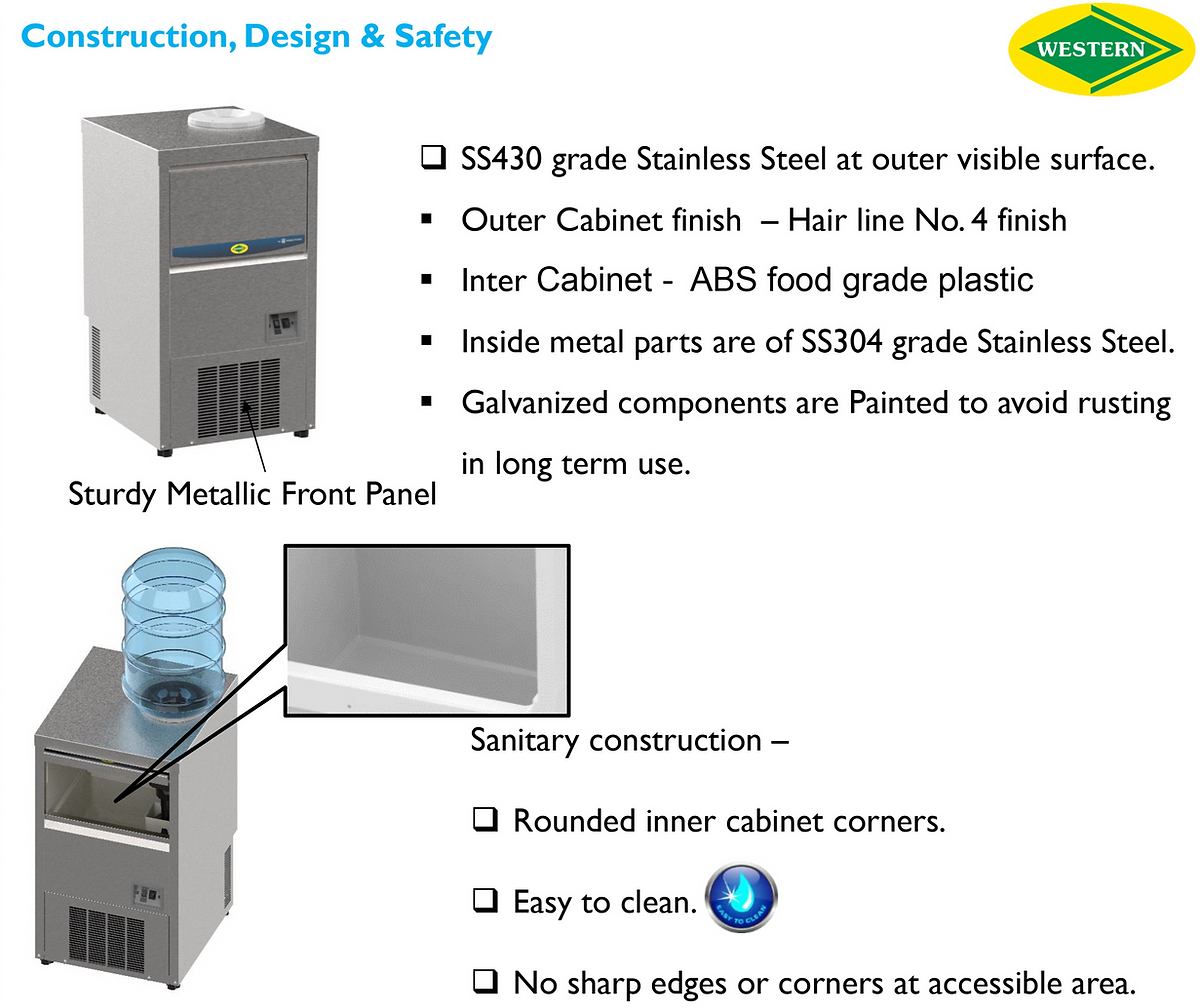 Construction, Design & Safety
WESTERN
❑ SS430 grade Stainless Steel at outer visible surface.
▪ Outer Cabinet finish – Hair line No. 4 finish
▪ Inter Cabinet - ABS food grade plastic
▪ Inside metal parts are of SS304 grade Stainless Steel.
▪ Galvanized components are Painted to avoid rusting
in long term use.
Sturdy Metallic Front Panel
Sanitary construction –
❑ Rounded inner cabinet corners.
❑ Easy to clean.
EASY TO CLEAN
❑ No sharp edges or corners at accessible area.